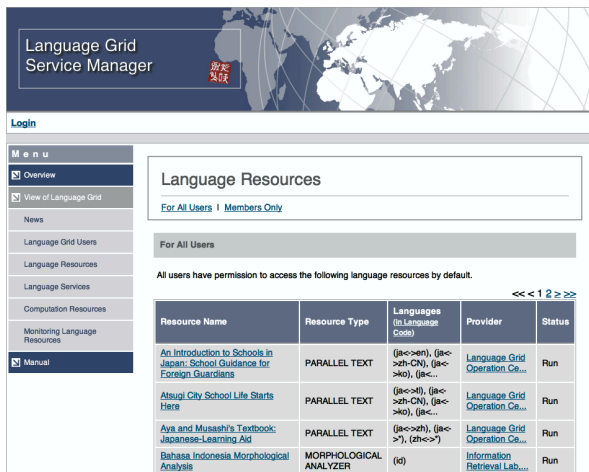 Language Grid
Service Manager
Login
Menu
Overview
View of Language Grid
News
Language Grid Users
Language Resources
Language Services
Computation Resources
Monitoring Language
Resources
Manual
Language Resources
For All Users | Members Only
For All Users
All users have permission to access the following language resources by default.
<< < 1 2 > >>
Resource Name
Resource Type
Languages
(in Language
Code)
Provider
Status
An Introduction to Schools in
Japan: School Guidance for
Foreign Guardians
PARALLEL TEXT
(ja<->en), (ja<-
>zh-CN), (ja<-
>ko), (ja<...
Language Grid
Operation Ce...
Run
Atsugi City School Life Starts
Here
PARALLEL TEXT
(ja<->tl), (ja<-
>zh-CN), (ja<-
>ko), (ja<...
Language Grid
Operation Ce...
Run
Aya and Musashi's Textbook:
Japanese-Learning Aid
PARALLEL TEXT
(ja<->zh), (ja<-
>*), (zh<->*)
Language Grid
Operation Ce...
Run
Bahasa Indonesia Morphological
Analysis
MORPHOLOGICAL
ANALYZER
(id)
Information
Retrieval Lab,...
Run